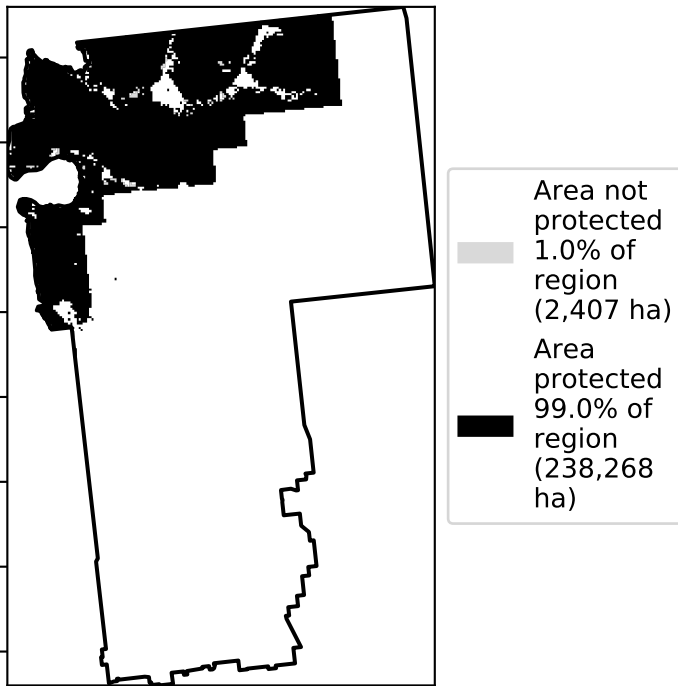 Area not
protected
1.0% of
region
(2,407 ha)
Area
protected
99.0% of
region
(238,268
ha)